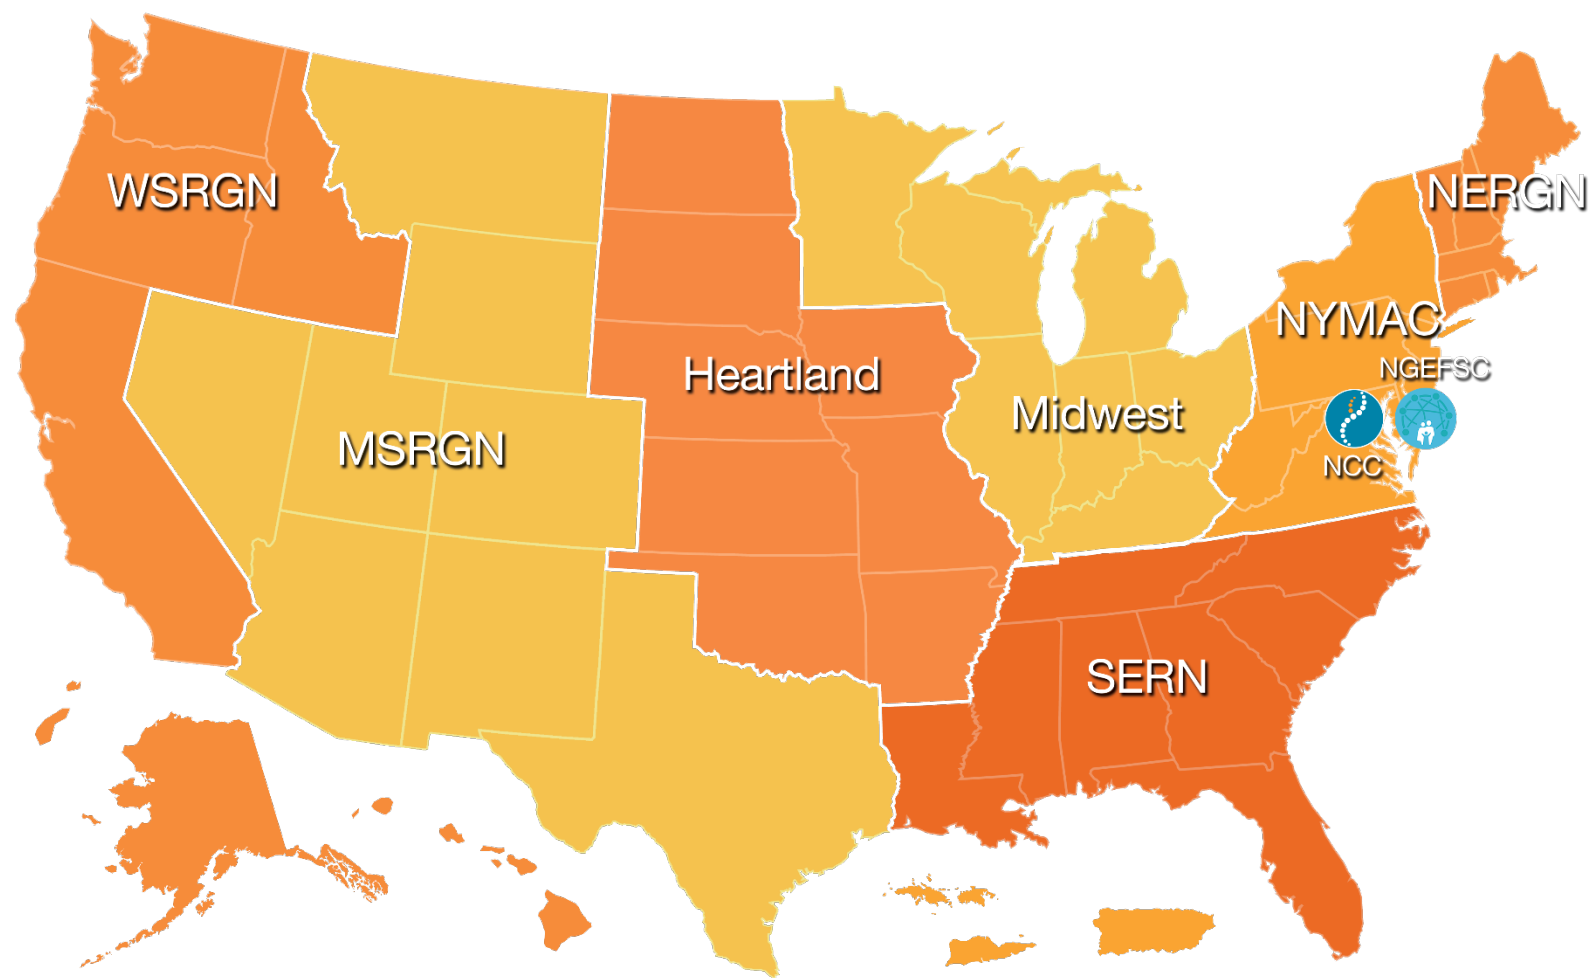 WSRGN
NERGN
NYMAC
NGEFSC
Heartland
Midwest
MSRGN
NCC
SERN